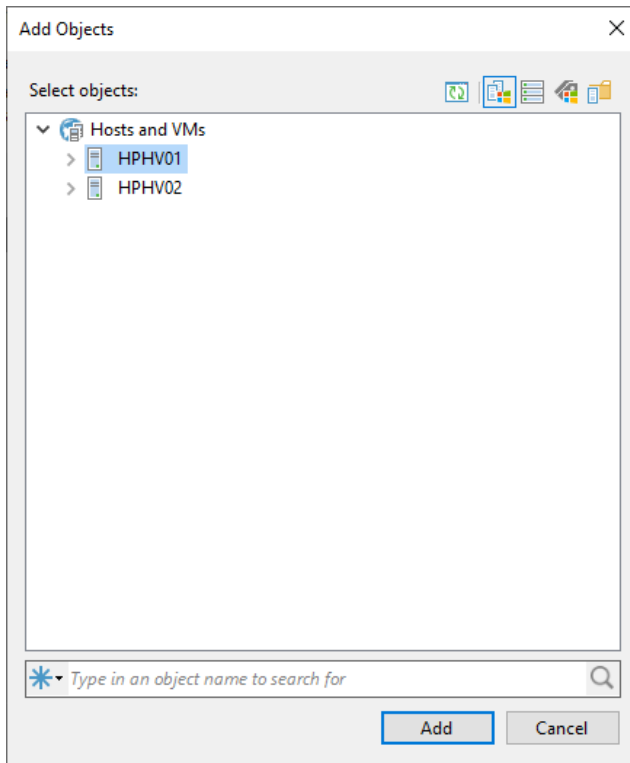 Add Objects
Select objects:
Hosts and VMs
HPHV01
HPHV02
Type in an object name to search for
Add
Cancel